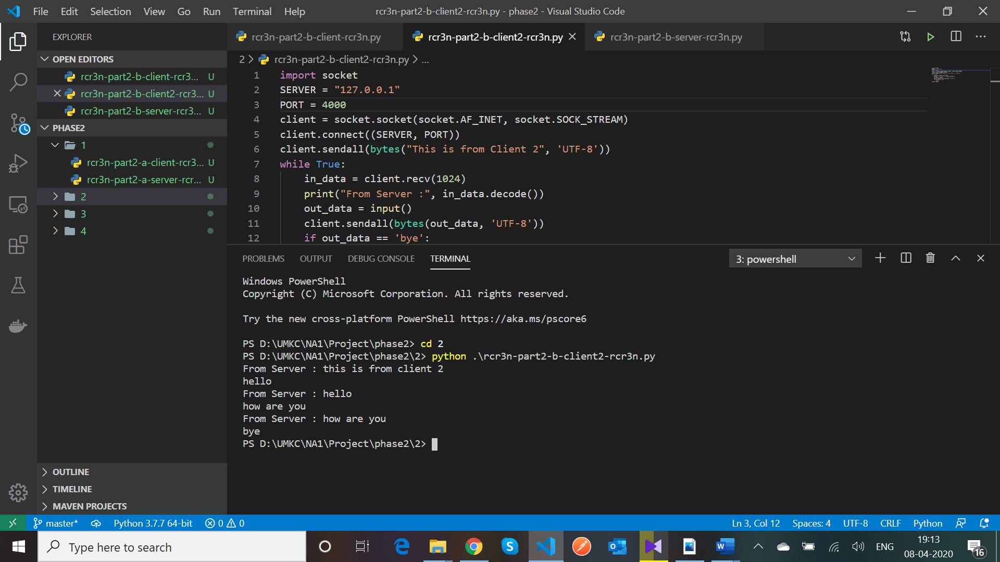 File Edit Selection View Go Run Terminal Help
rcr3n-part2-b-client2-rcr3n.py - phase2 - Visual Studio Code
EXPLORER
OPEN EDITORS
rcr3n-part2-b-client-rcr3... U
rcr3n-part2-b-client2-rcr3... U
rcr3n-part2-b-server-rcr3... U
PHASE2
1
rcr3n-part2-a-client-rcr3... U
rcr3n-part2-a-server-rcr... U
2
3
4
OUTLINE
TIMELINE
MAVEN PROJECTS
rcr3n-part2-b-client-rcr3n.py
rcr3n-part2-b-client2-rcr3n.py
rcr3n-part2-b-server-rcr3n.py
2 > rcr3n-part2-b-client2-rcr3n.py > ...
1 import socket
2 SERVER = "127.0.0.1"
3 PORT = 4000
4 client = socket.socket(socket.AF_INET, socket.SOCK_STREAM)
5 client.connect((SERVER, PORT))
6 client.sendall(bytes("This is from Client 2", 'UTF-8'))
7 while True:
8     in_data = client.recv(1024)
9     print("From Server :", in_data.decode())
10     out_data = input()
11     client.sendall(bytes(out_data, 'UTF-8'))
12     if out_data == 'bye':
PROBLEMS OUTPUT DEBUG CONSOLE TERMINAL
3: powershell
Windows PowerShell
Copyright (C) Microsoft Corporation. All rights reserved.
Try the new cross-platform PowerShell https://aka.ms/pscore6
PS D:\UMKC\NA1\Project\phase2> cd 2
PS D:\UMKC\NA1\Project\phase2\2> python .\rcr3n-part2-b-client2-rcr3n.py
From Server : this is from client 2
hello
From Server : hello
how are you
From Server : how are you
bye
PS D:\UMKC\NA1\Project\phase2\2>
master* Python 3.7.7 64-bit 0 0
Ln 3, Col 12 Spaces: 4 UTF-8 CRLF Python
Type here to search
ENG
19:13
08-04-2020
16